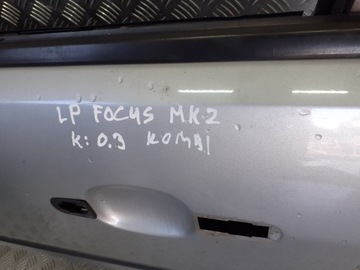 LP FOCUS MK2
K: 0.3 KOMBI